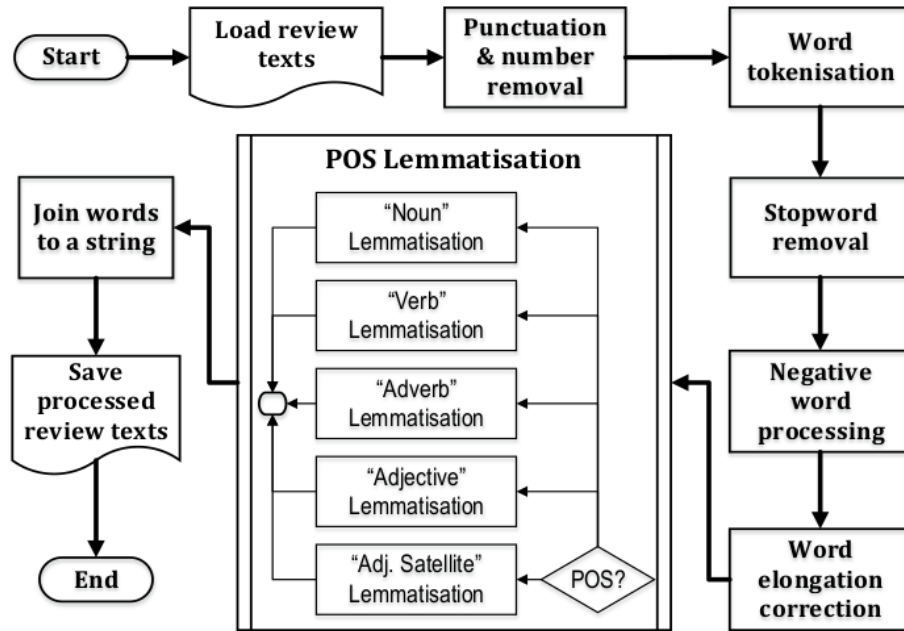 Start
Load review
texts
Punctuation
& number
removal
Word
tokenisation
Stopword
removal
Negative
word
processing
Word
elongation
correction
POS Lemmatisation
POS?
“Noun”
Lemmatisation
“Verb”
Lemmatisation
“Adverb”
Lemmatisation
“Adjective”
Lemmatisation
“Adj. Satellite”
Lemmatisation
Join words
to a string
Save
processed
review texts
End